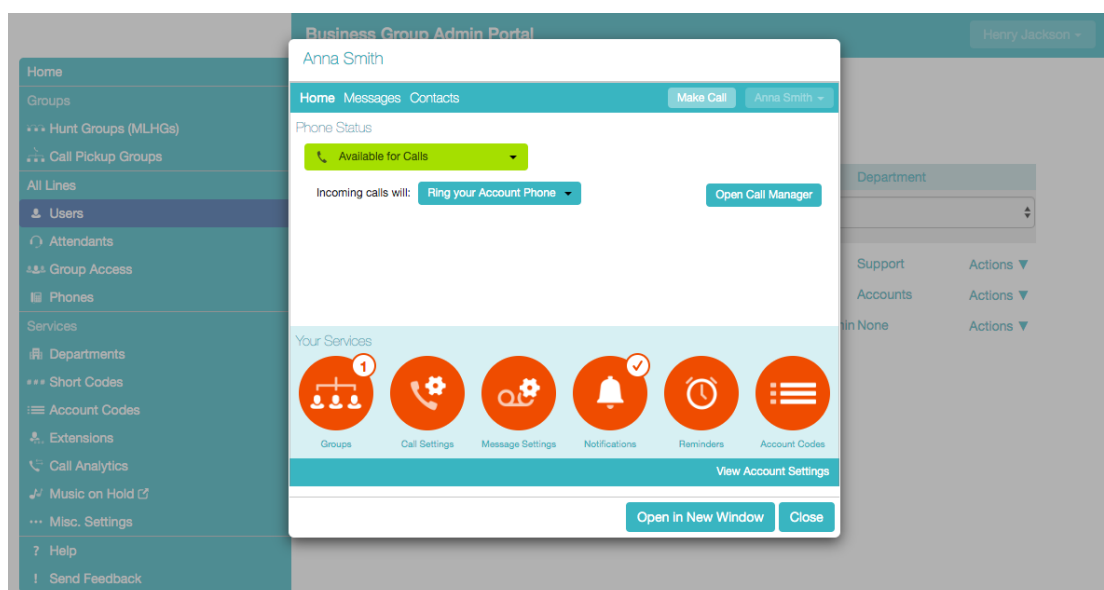 Business Group Admin Portal
Henry Jackson
Anna Smith
Home Messages Contacts
Make Call
Anna Smith
Phone Status
Available for Calls
Incoming calls will: Ring your Account Phone
Open Call Manager
Your Services
1
Groups
Call Settings
Message Settings
Notifications
Reminders
Account Codes
View Account Settings
Open in New Window
Close
Home
Groups
Hunt Groups (MLHGs)
Call Pickup Groups
All Lines
Users
Attendants
Group Access
Phones
Services
Departments
Short Codes
Account Codes
Extensions
Call Analytics
Music on Hold
Misc. Settings
? Help
! Send Feedback
Department
Support Actions ▼
Accounts Actions ▼
None Actions ▼